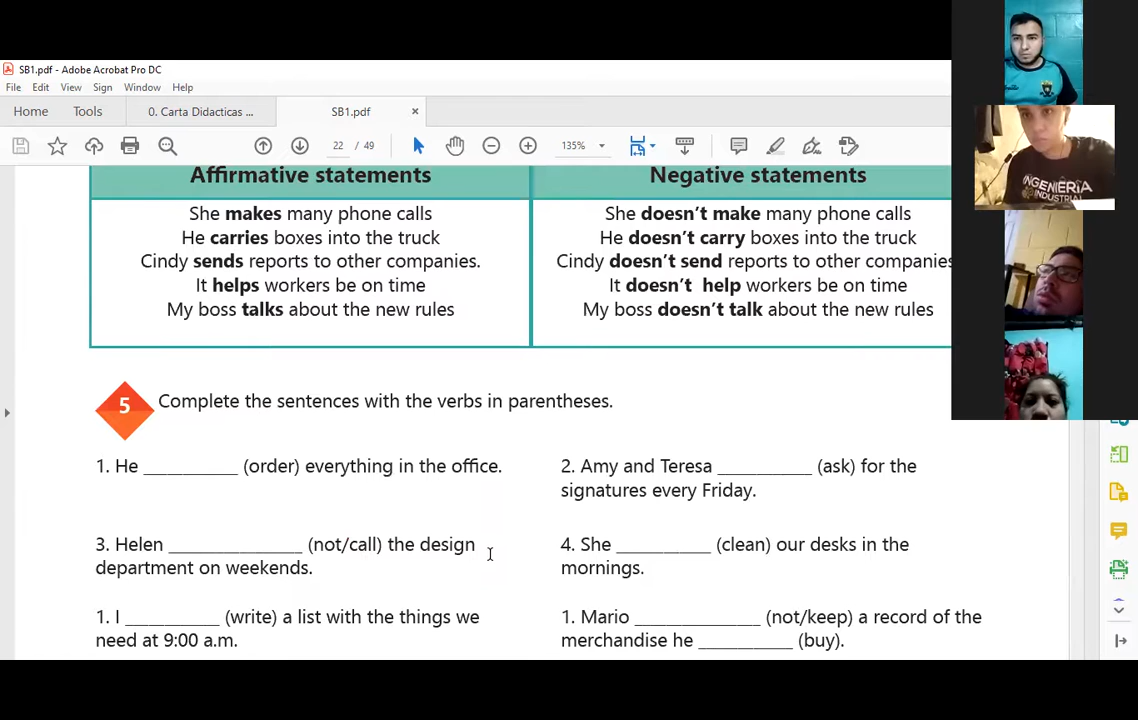 SB1.pdf - Adobe Acrobat Pro DC
File Edit View Sign Window Help
Home Tools 0. Carta Didacticas ... SB1.pdf ×
22 / 49 135%
Affirmative statements
She makes many phone calls
He carries boxes into the truck
Cindy sends reports to other companies.
It helps workers be on time
My boss talks about the new rules
Negative statements
She doesn't make many phone calls
He doesn't carry boxes into the truck
Cindy doesn't send reports to other companies
It doesn't help workers be on time
My boss doesn't talk about the new rules
5 Complete the sentences with the verbs in parentheses.
1. He __________ (order) everything in the office.
2. Amy and Teresa __________ (ask) for the
signatures every Friday.
3. Helen ______________ (not/call) the design
department on weekends.
4. She __________ (clean) our desks in the
mornings.
1. I __________ (write) a list with the things we
need at 9:00 a.m.
1. Mario _____________ (not/keep) a record of the
merchandise he __________ (buy).
INGENIERÍA
INDUSTRIAL